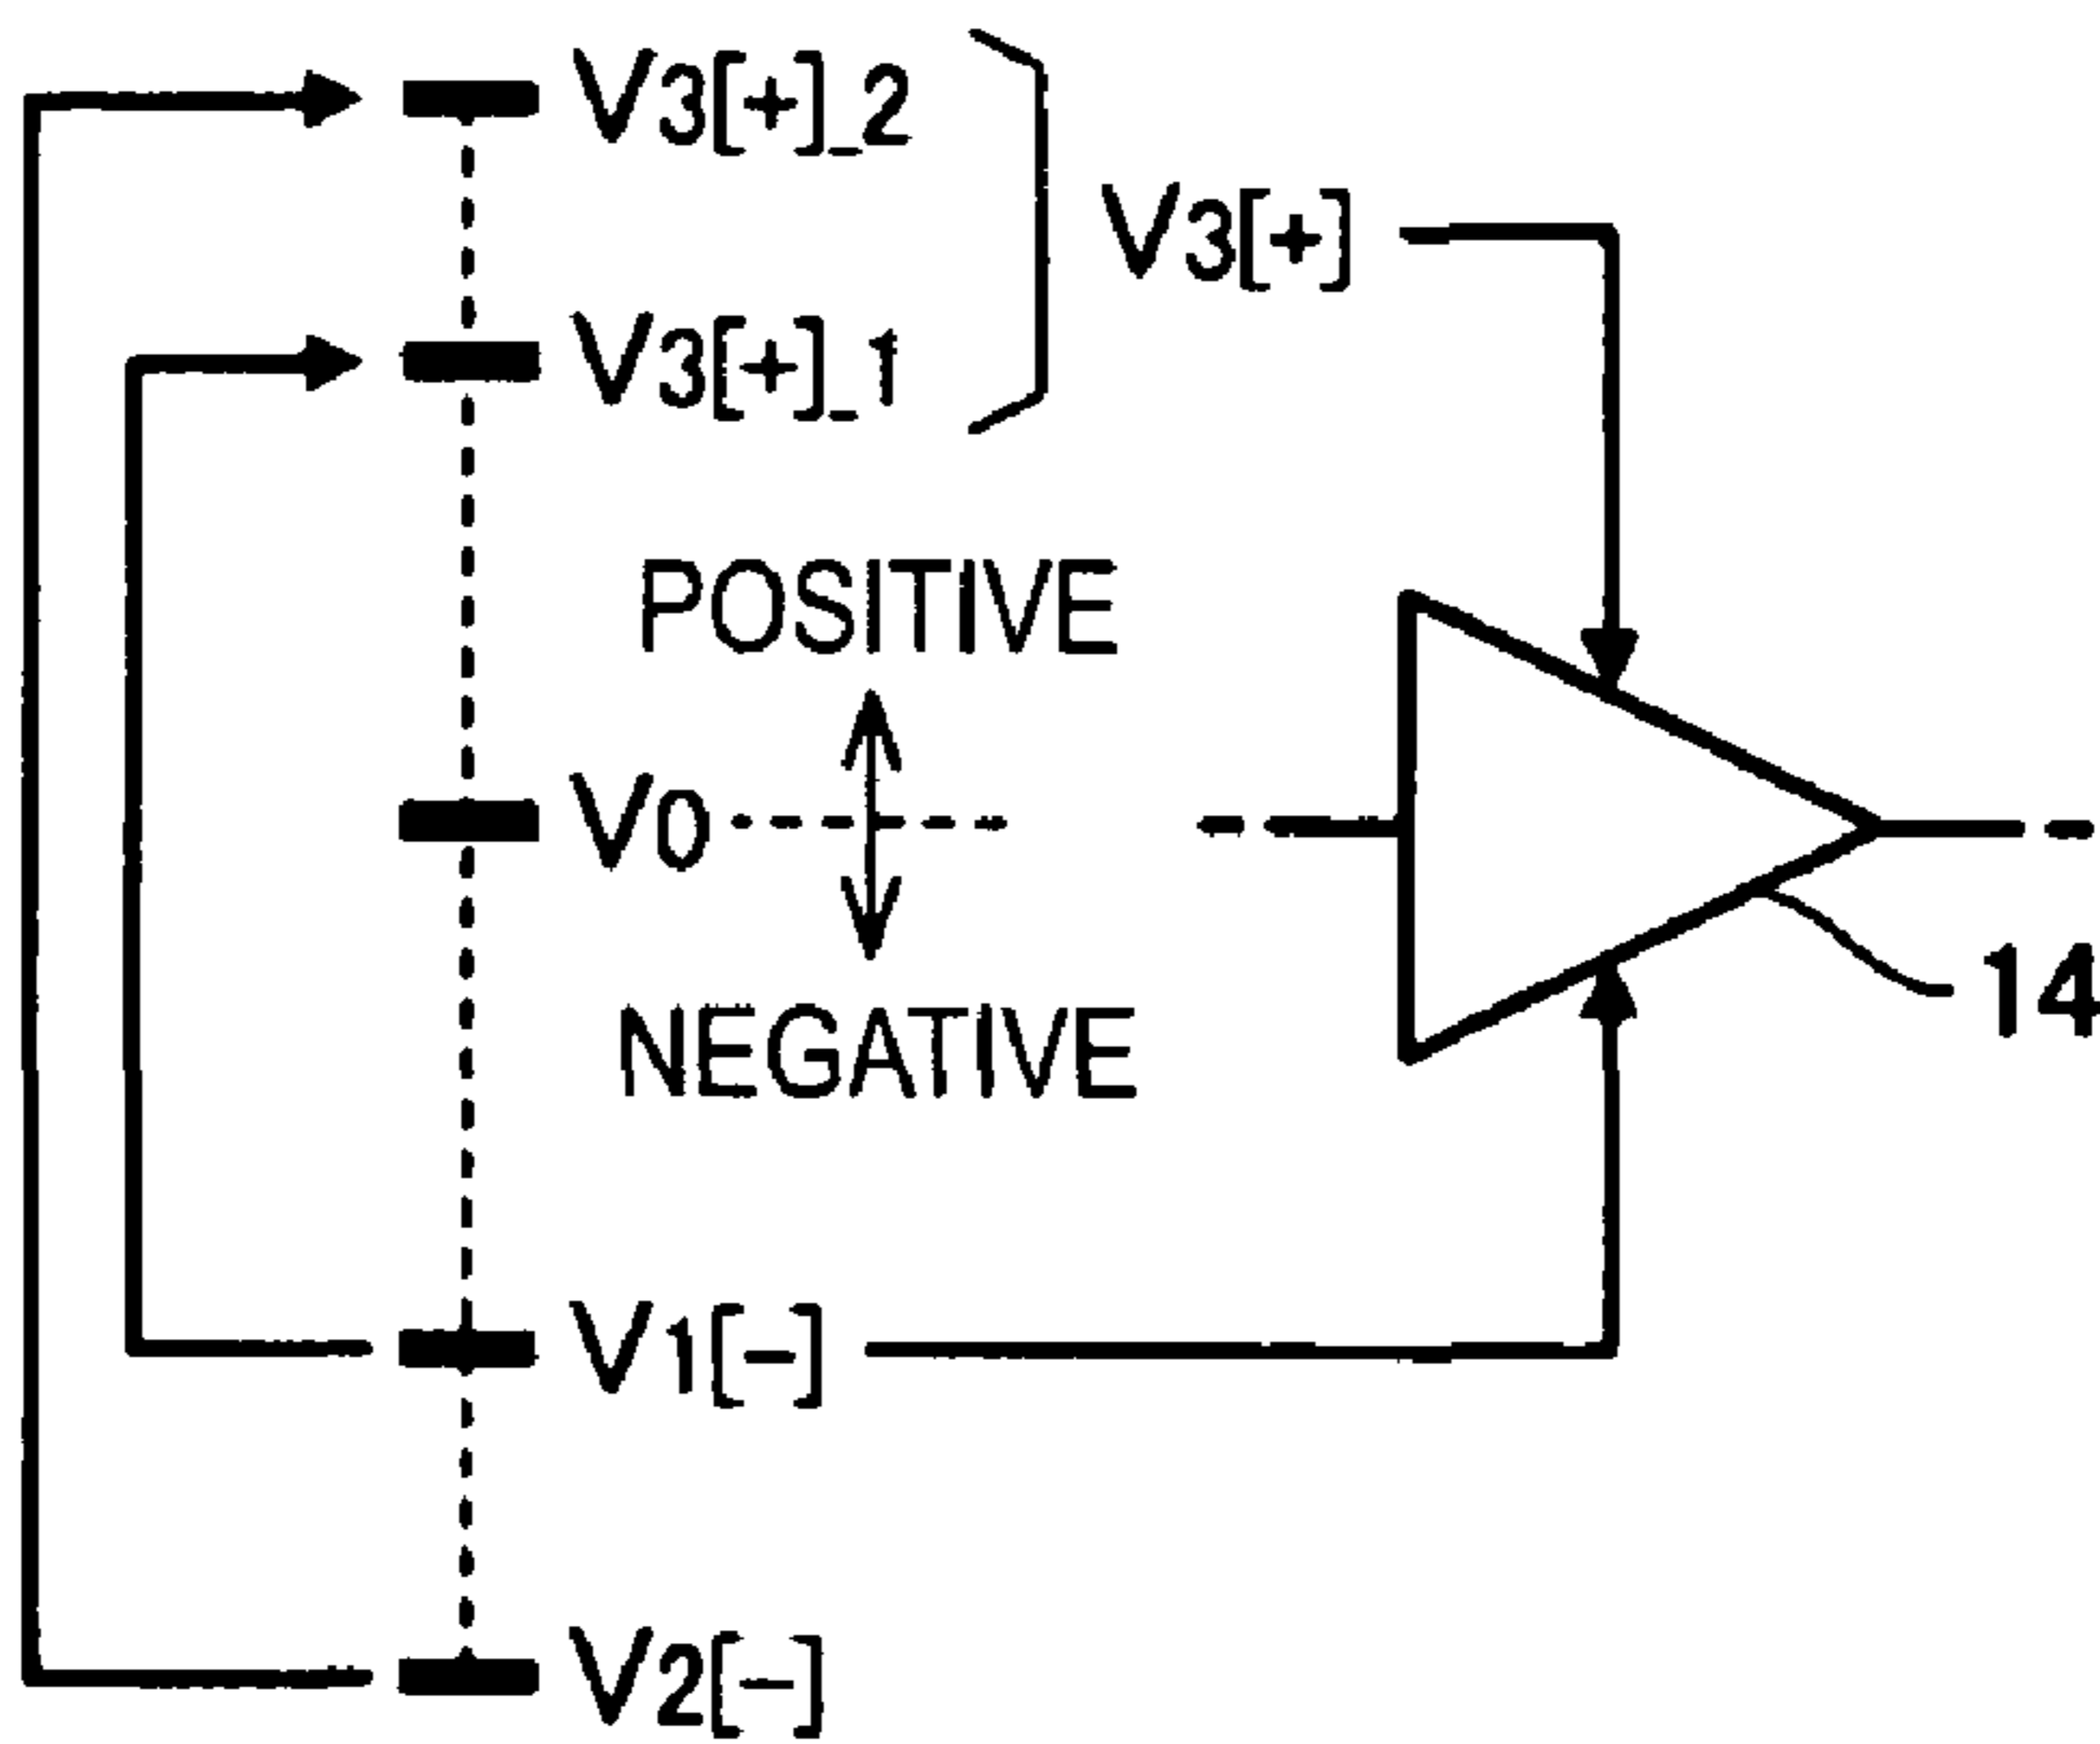 V3[+]_2
V3[+]
V3[+]_1
POSITIVE
V0
14
NEGATIVE
V1[−]
V2[−]